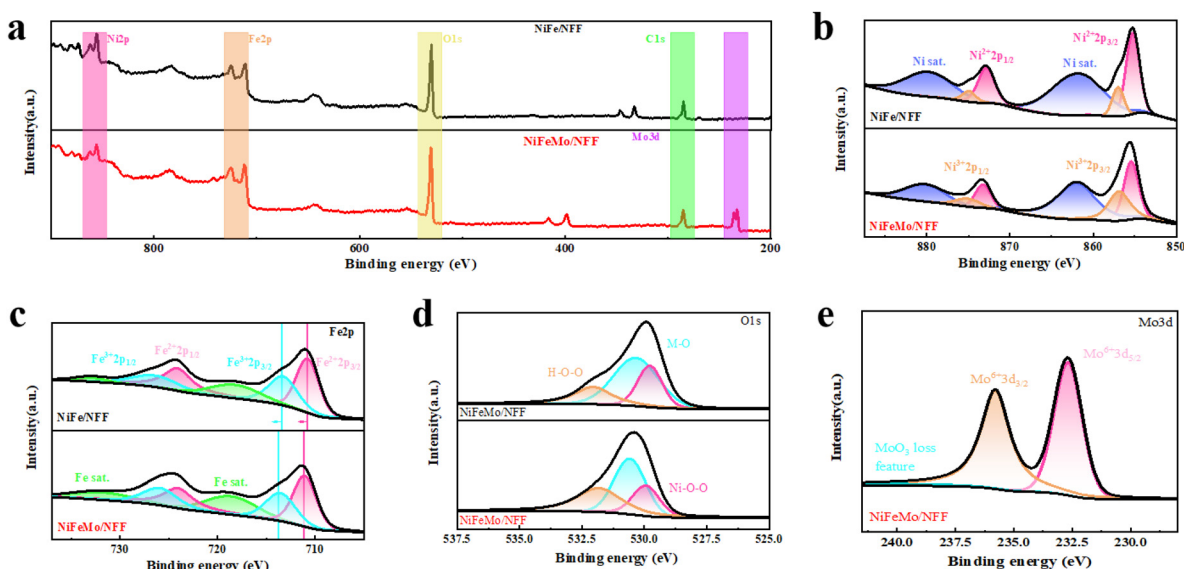 a
Ni2p
Fe2p
O1s
NiFe/NFF
C1s
NiFeMo/NFF
Mo3d
Intensity(a.u.)
800
600
400
200
Binding energy (eV)
b
Ni sat.
Ni²⁺2p₁/₂
Ni sat.
Ni²⁺2p₃/₂
NiFe/NFF
Ni³⁺2p₁/₂
Ni³⁺2p₃/₂
NiFeMo/NFF
Intensity(a.u.)
880
870
860
850
Binding energy (eV)
c
Fe2p
Fe³⁺2p₁/₂
Fe²⁺2p₁/₂
Fe³⁺2p₃/₂
Fe²⁺2p₃/₂
NiFe/NFF
Fe sat.
Fe sat.
NiFeMo/NFF
Intensity(a.u.)
730
720
710
Binding energy (eV)
d
O1s
M-O
H-O-O
NiFeMo/NFF
Ni-O-O
NiFeMo/NFF
Intensity(a.u.)
537.5
535.0
532.5
530.0
527.5
525.0
Binding energy (eV)
e
Mo3d
Mo⁶⁺3d₅/₂
Mo⁶⁺3d₃/₂
MoO₃ loss
feature
NiFeMo/NFF
Intensity(a.u.)
240.0
237.5
235.0
232.5
230.0
Binding energy (eV)